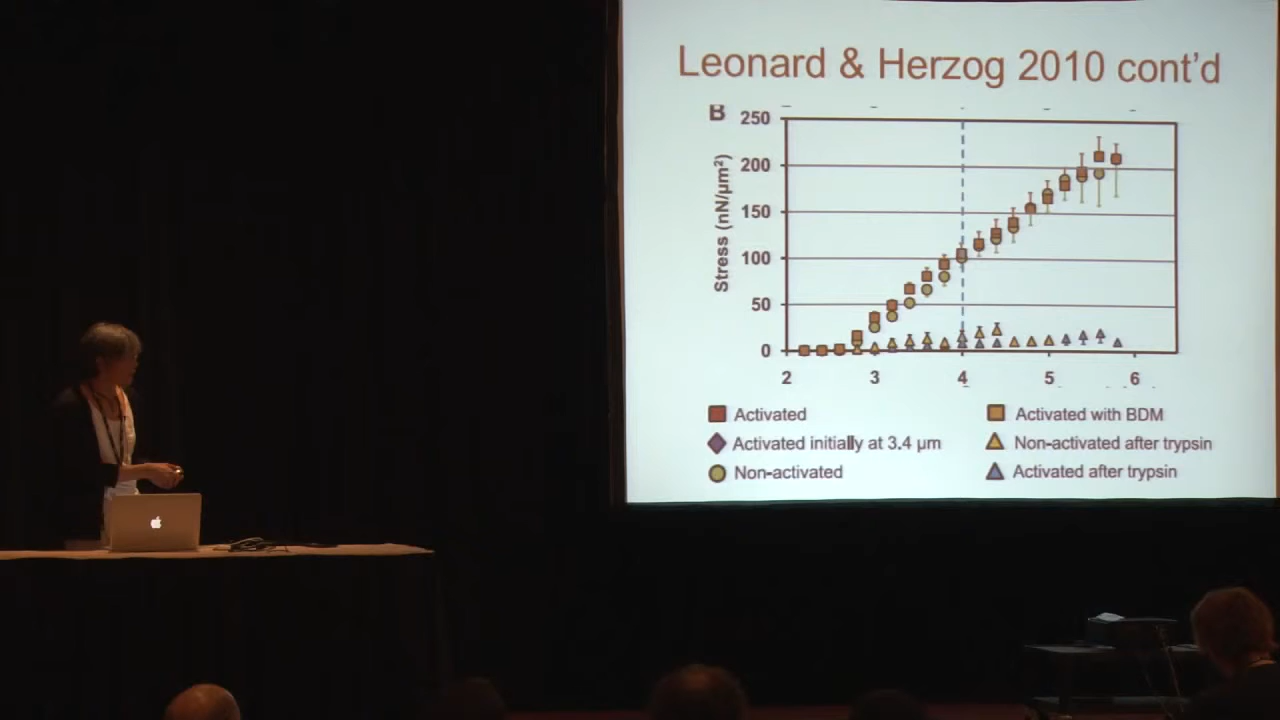 Leonard & Herzog 2010 cont'd
B
250
200
150
100
50
0
Stress (nN/µm²)
2 3 4 5 6
Activated
Activated with BDM
Activated initially at 3.4 µm
Non-activated after trypsin
Non-activated
Activated after trypsin